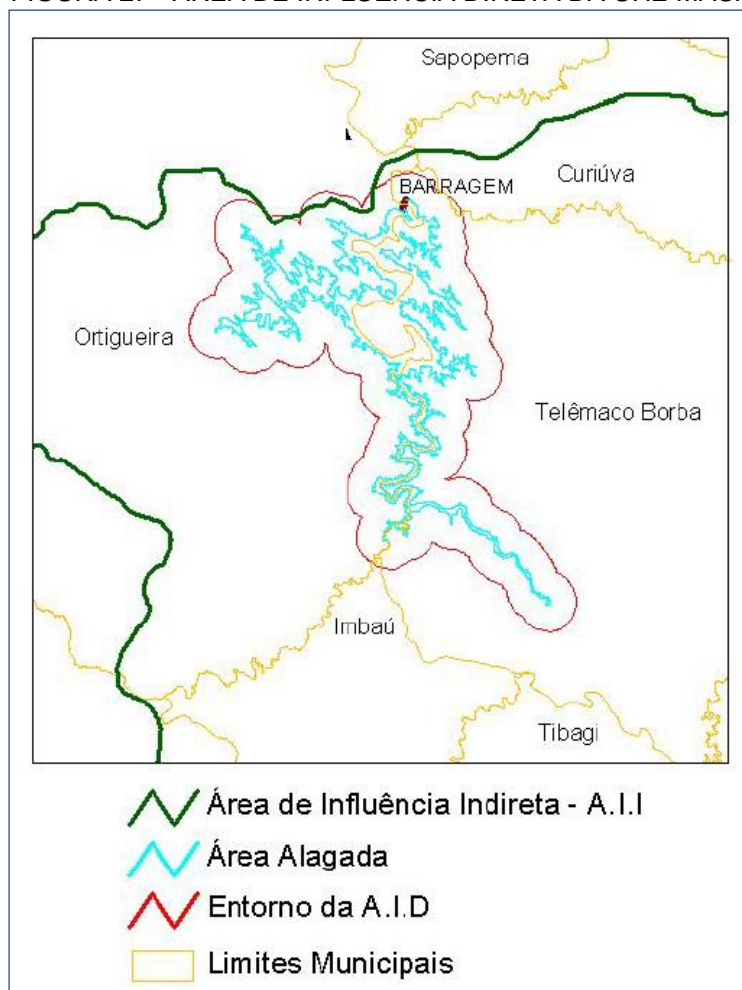 Sapopema
Curiúva
BARRAGEM
Ortigueira
Telêmaco Borba
Imbaú
Tibagi
Área de Influência Indireta - A.I.I
Área Alagada
Entorno da A.I.D
Limites Municipais